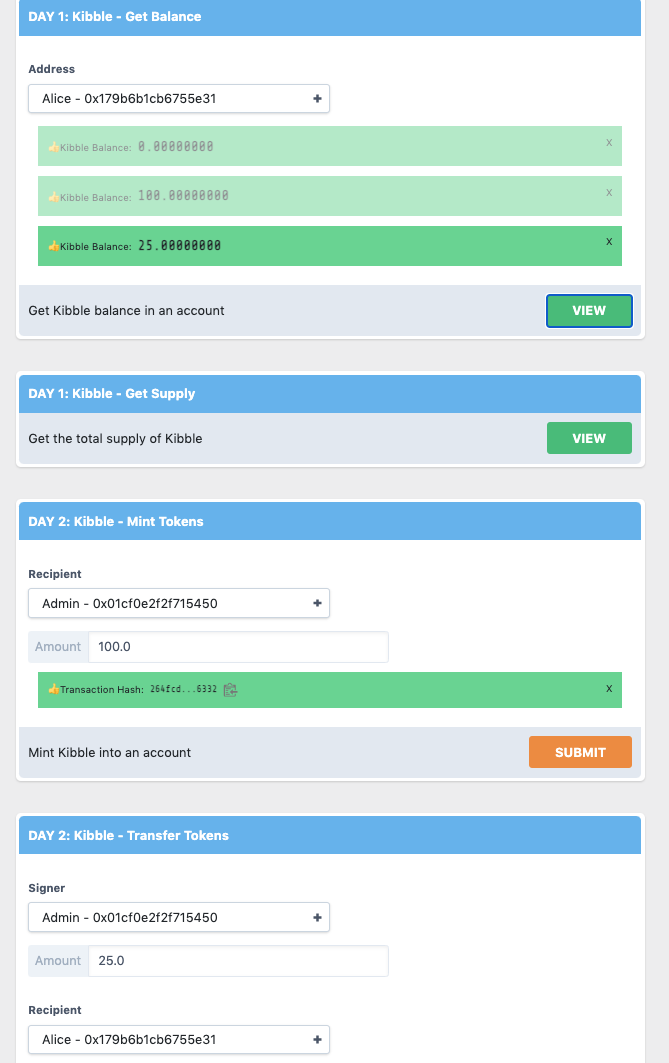 DAY 1: Kibble - Get Balance
Address
Alice - 0x179b6b1cb6755e31
Kibble Balance: 0.00000000 x
Kibble Balance: 100.00000000 x
Kibble Balance: 25.00000000 x
Get Kibble balance in an account VIEW
DAY 1: Kibble - Get Supply
Get the total supply of Kibble VIEW
DAY 2: Kibble - Mint Tokens
Recipient
Admin - 0x01cf0e2f2f715450
Amount 100.0
Transaction Hash: 264fcd...6332 x
Mint Kibble into an account SUBMIT
DAY 2: Kibble - Transfer Tokens
Signer
Admin - 0x01cf0e2f2f715450
Amount 25.0
Recipient
Alice - 0x179b6b1cb6755e31